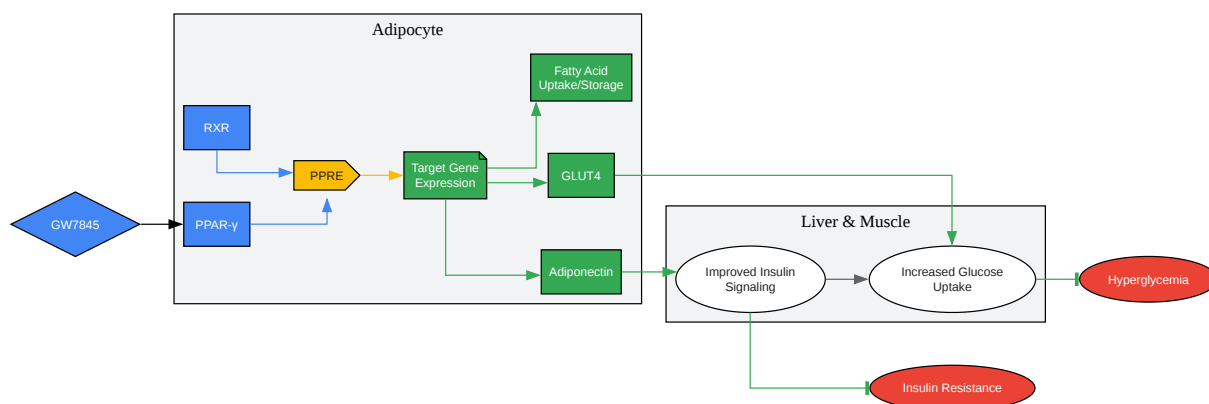 Adipocyte
Fatty Acid
Uptake/Storage
RXR
PPRE
Target Gene
Expression
GLUT4
GW7845
PPAR-γ
Adiponectin
Liver & Muscle
Improved Insulin
Signaling
Increased Glucose
Uptake
Hyperglycemia
Insulin Resistance